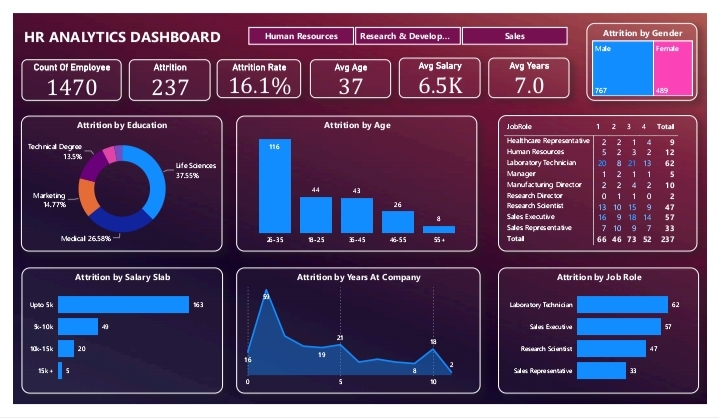 HR ANALYTICS DASHBOARD
Human Resources
Research & Develop...
Sales
Attrition by Gender
Male
Female
767
489
Count Of Employee
1470
Attrition
237
Attrition Rate
16.1%
Avg Age
37
Avg Salary
6.5K
Avg Years
7.0
Attrition by Education
Technical Degree
13.5%
Life Sciences
37.55%
Marketing
14.77%
Medical 26.58%
Attrition by Age
116
44
43
26
8
26-35
18-25
36-45
46-55
55+
JobRole 1 2 3 4 Total
Healthcare Representative 2 2 1 4 9
Human Resources 5 2 3 2 12
Laboratory Technician 20 8 21 13 62
Manager 1 2 1 1 5
Manufacturing Director 2 2 4 2 10
Research Director 0 1 1 0 2
Research Scientist 13 10 15 9 47
Sales Executive 16 9 18 14 57
Sales Representative 7 10 9 7 33
Total 66 46 73 52 237
Attrition by Salary Slab
Upto 5k 163
5k-10k 49
10k-15k 20
15k + 5
Attrition by Years At Company
59
16
19
21
8
18
2
0
5
10
Attrition by Job Role
Laboratory Technician 62
Sales Executive 57
Research Scientist 47
Sales Representative 33